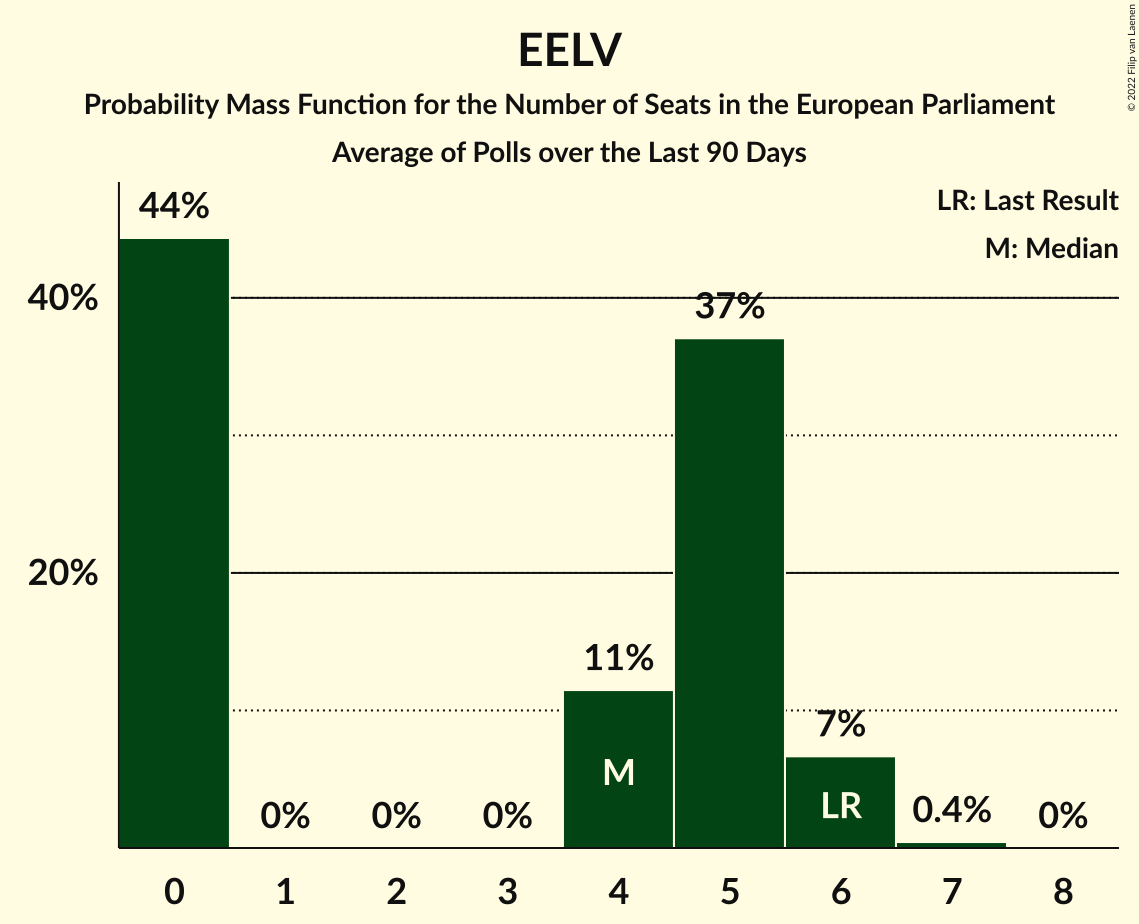 EELV
Probability Mass Function for the Number of Seats in the European Parliament
Average of Polls over the Last 90 Days
© 2022 Filip van Laenen
LR: Last Result
M: Median
44%
40%
37%
20%
11%
7%
M
LR
0%
0%
0%
0.4%
0%
0 1 2 3 4 5 6 7 8